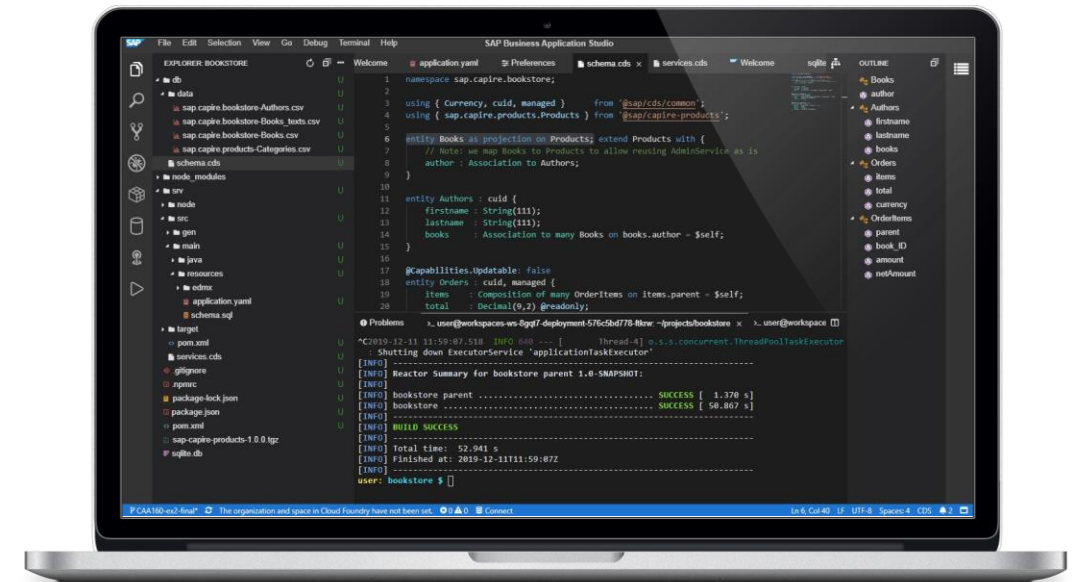 SAP File Edit Selection View Go Debug Terminal Help SAP Business Application Studio
EXPLORER: BOOKSTORE
db U
data U
sap.capire.bookstore-Authors.csv U
sap.capire.bookstore-Books_texts.csv U
sap.capire.bookstore-Books.csv U
sap.capire.products-Categories.csv U
schema.cds U
node_modules
srv U
node
src U
gen
main U
java U
resources U
edmx
application.yaml U
schema.sql
target
pom.xml U
services.cds U
.gitignore U
.npmrc U
package-lock.json U
package.json U
pom.xml U
sap-capire-products-1.0.0.tgz
sqlite.db
Welcome application.yaml Preferences schema.cds × services.cds Welcome sqlite
1 namespace sap.capire.bookstore;
2
3 using { Currency, cuid, managed } from '@sap/cds/common';
4 using { sap.capire.products.Products } from '@sap/capire-products';
5
6 entity Books as projection on Products; extend Products with {
7 // Note: we map Books to Products to allow reusing AdminService as is
8 author : Association to Authors;
9 }
10
11 entity Authors : cuid {
12 firstname : String(111);
13 lastname : String(111);
14 books : Association to many Books on books.author = $self;
15 }
16
17 @Capabilities.Updatable: false
18 entity Orders : cuid, managed {
19 items : Composition of many OrderItems on items.parent = $self;
20 total : Decimal(9,2) @readonly;
Problems >_ user@workspaces-ws-8gqt7-deployment-576c5bd778-ftkrw: ~/projects/bookstore × >_ user@workspace
^C2019-12-11 11:59:07.518 INFO 640 --- [ Thread-4] o.s.s.concurrent.ThreadPoolTaskExecutor
: Shutting down ExecutorService 'applicationTaskExecutor'
[INFO] ------------------------------------------------------------------------
[INFO] Reactor Summary for bookstore parent 1.0-SNAPSHOT:
[INFO]
[INFO] bookstore parent ................................... SUCCESS [ 1.370 s]
[INFO] bookstore .......................................... SUCCESS [ 50.867 s]
[INFO] ------------------------------------------------------------------------
[INFO] BUILD SUCCESS
[INFO] ------------------------------------------------------------------------
[INFO] Total time: 52.941 s
[INFO] Finished at: 2019-12-11T11:59:07Z
[INFO] ------------------------------------------------------------------------
user: bookstore $
OUTLINE
Books
author
Authors
firstname
lastname
books
Orders
items
total
currency
OrderItems
parent
book_ID
amount
netAmount
CAA160-ex2-final* The organization and space in Cloud Foundry have not been set. 0 0 Connect Ln 6, Col 40 LF UTF-8 Spaces: 4 CDS 2